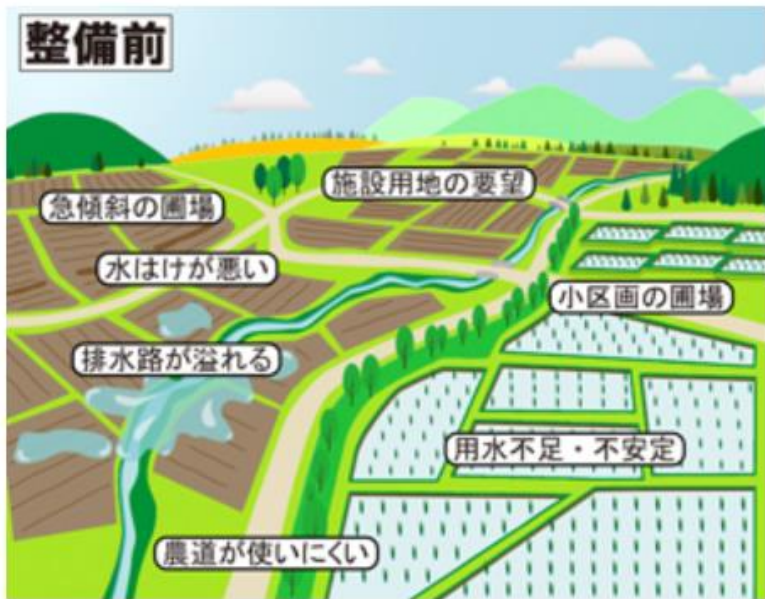 整備前
施設用地の要望
急傾斜の圃場
水はけが悪い
小区画の圃場
排水路が溢れる
用水不足・不安定
農道が使いにくい